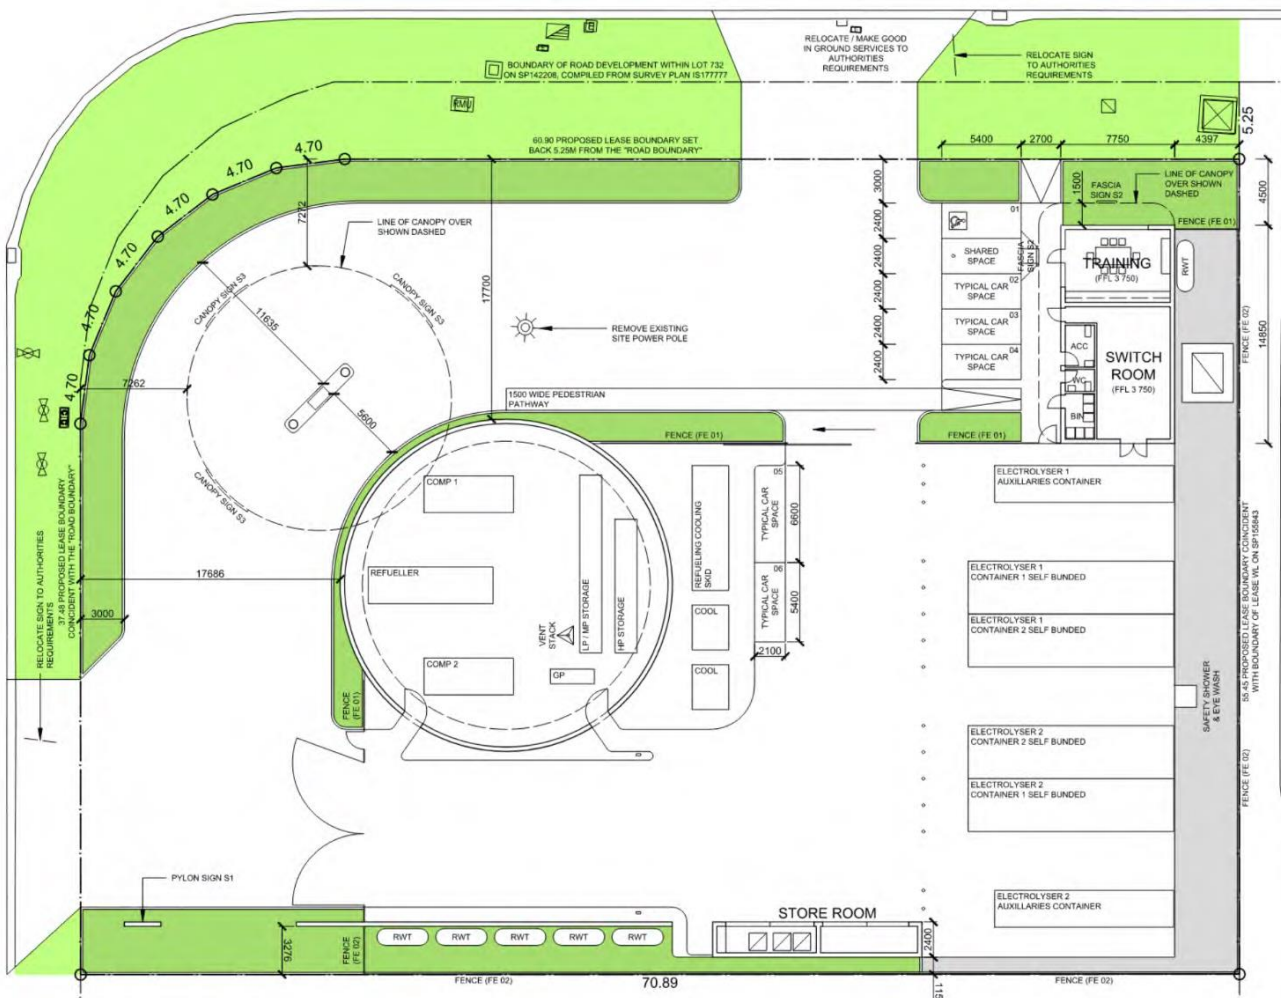 RELOCATE / MAKE GOOD
IN GROUND SERVICES TO
AUTHORITIES
REQUIREMENTS
RELOCATE SIGN
TO AUTHORITIES
REQUIREMENTS
BOUNDARY OF ROAD DEVELOPMENT WITHIN LOT 732
ON SP142208, COMPILED FROM SURVEY PLAN IS177777
RMU
60.90 PROPOSED LEASE BOUNDARY SET
BACK 5.25M FROM THE "ROAD BOUNDARY"
5400
2700
7750
4397
5.25
4.70
4.70
4.70
4.70
4.70
4.70
4.70
7272
LINE OF CANOPY OVER
SHOWN DASHED
17700
3000
2400
2400
2400
2400
2400
1500
FASCIA
SIGN S2
LINE OF CANOPY
OVER SHOWN
DASHED
4500
FENCE (FE 01)
01
SHARED
SPACE
FASCIA
SIGN S2
02
TYPICAL CAR
SPACE
03
TYPICAL CAR
SPACE
04
TYPICAL CAR
SPACE
TRAINING
(FFL 3 750)
RWT
CANOPY SIGN S3
CANOPY SIGN S3
CANOPY SIGN S3
11635
5600
7262
REMOVE EXISTING
SITE POWER POLE
ACC
WC
BIN
SWITCH
ROOM
(FFL 3 750)
FENCE (FE 02)
14850
1500 WIDE PEDESTRIAN
PATHWAY
FENCE (FE 01)
FENCE (FE 01)
COMP 1
REFUELLER
COMP 2
VENT
STACK
GP
LP / MP STORAGE
HP STORAGE
REFUELING COOLING
SKID
COOL
COOL
05
TYPICAL CAR
SPACE
06
TYPICAL CAR
SPACE
6600
5400
2100
ELECTROLYSER 1
AUXILLARIES CONTAINER
ELECTROLYSER 1
CONTAINER 1 SELF BUNDED
ELECTROLYSER 1
CONTAINER 2 SELF BUNDED
ELECTROLYSER 2
CONTAINER 2 SELF BUNDED
ELECTROLYSER 2
CONTAINER 1 SELF BUNDED
ELECTROLYSER 2
AUXILLARIES CONTAINER
SAFETY SHOWER
& EYE WASH
55.45 PROPOSED LEASE BOUNDARY COINCIDENT
WITH BOUNDARY OF LEASE WL ON SP155843
FENCE (FE 02)
RELOCATE SIGN TO AUTHORITIES
REQUIREMENTS
37.48 PROPOSED LEASE BOUNDARY
COINCIDENT WITH THE "ROAD BOUNDARY"
17686
3000
FENCE
(FE 01)
PYLON SIGN S1
3276
FENCE
(FE 02)
RWT
RWT
RWT
RWT
RWT
STORE ROOM
2400
FENCE (FE 02)
70.89
FENCE (FE 02)